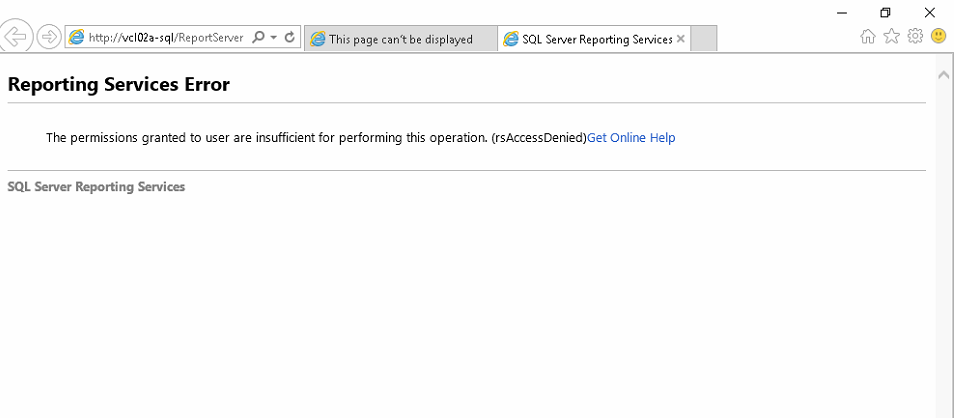 http://vcl02a-sql/ReportServer
This page can't be displayed
SQL Server Reporting Services
Reporting Services Error
The permissions granted to user are insufficient for performing this operation. (rsAccessDenied)Get Online Help
SQL Server Reporting Services